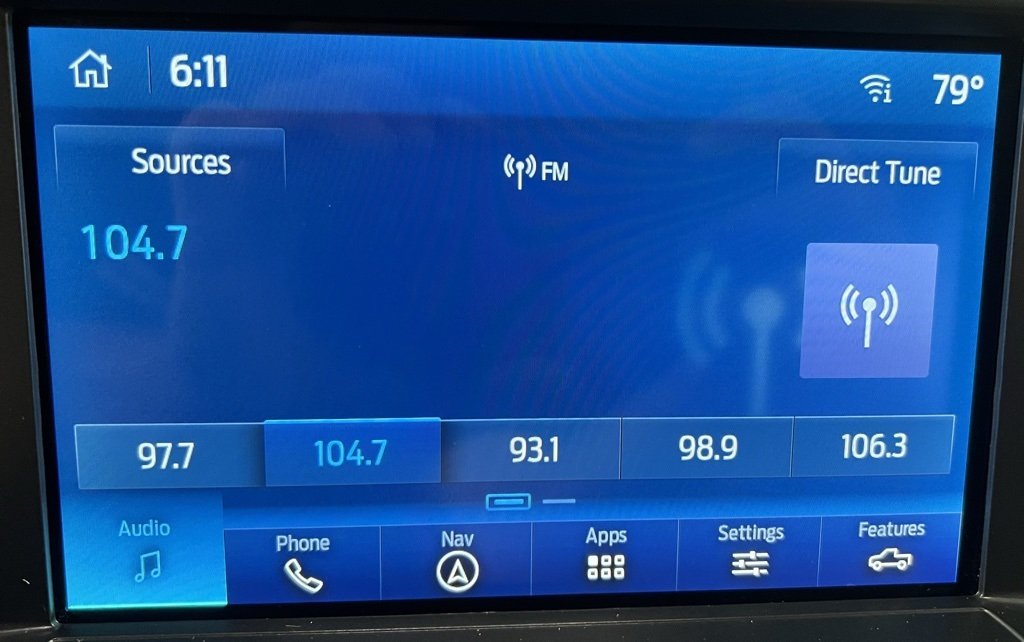 6:11
79°
Sources
FM
Direct Tune
104.7
97.7 104.7 93.1 98.9 106.3
Audio Phone Nav Apps Settings Features